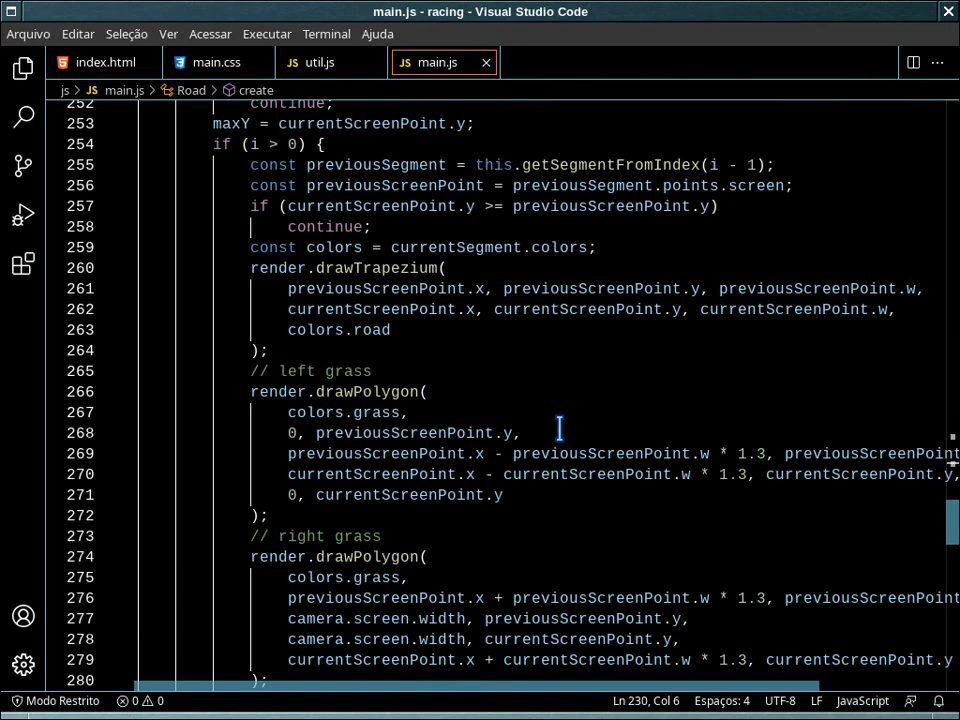 main.js - racing - Visual Studio Code
Arquivo Editar Seleção Ver Acessar Executar Terminal Ajuda
index.html main.css JS util.js JS main.js
js > JS main.js > Road > create
252 continue;
253 maxY = currentScreenPoint.y;
254 if (i > 0) {
255 const previousSegment = this.getSegmentFromIndex(i - 1);
256 const previousScreenPoint = previousSegment.points.screen;
257 if (currentScreenPoint.y >= previousScreenPoint.y)
258 continue;
259 const colors = currentSegment.colors;
260 render.drawTrapezium(
261 previousScreenPoint.x, previousScreenPoint.y, previousScreenPoint.w,
262 currentScreenPoint.x, currentScreenPoint.y, currentScreenPoint.w,
263 colors.road
264 );
265 // left grass
266 render.drawPolygon(
267 colors.grass,
268 0, previousScreenPoint.y,
269 previousScreenPoint.x - previousScreenPoint.w * 1.3, previousScreenPoint
270 currentScreenPoint.x - currentScreenPoint.w * 1.3, currentScreenPoint.y,
271 0, currentScreenPoint.y
272 );
273 // right grass
274 render.drawPolygon(
275 colors.grass,
276 previousScreenPoint.x + previousScreenPoint.w * 1.3, previousScreenPoint
277 camera.screen.width, previousScreenPoint.y,
278 camera.screen.width, currentScreenPoint.y,
279 currentScreenPoint.x + currentScreenPoint.w * 1.3, currentScreenPoint.y
280 );
Modo Restrito 0 0 Ln 230, Col 6 Espaços: 4 UTF-8 LF JavaScript